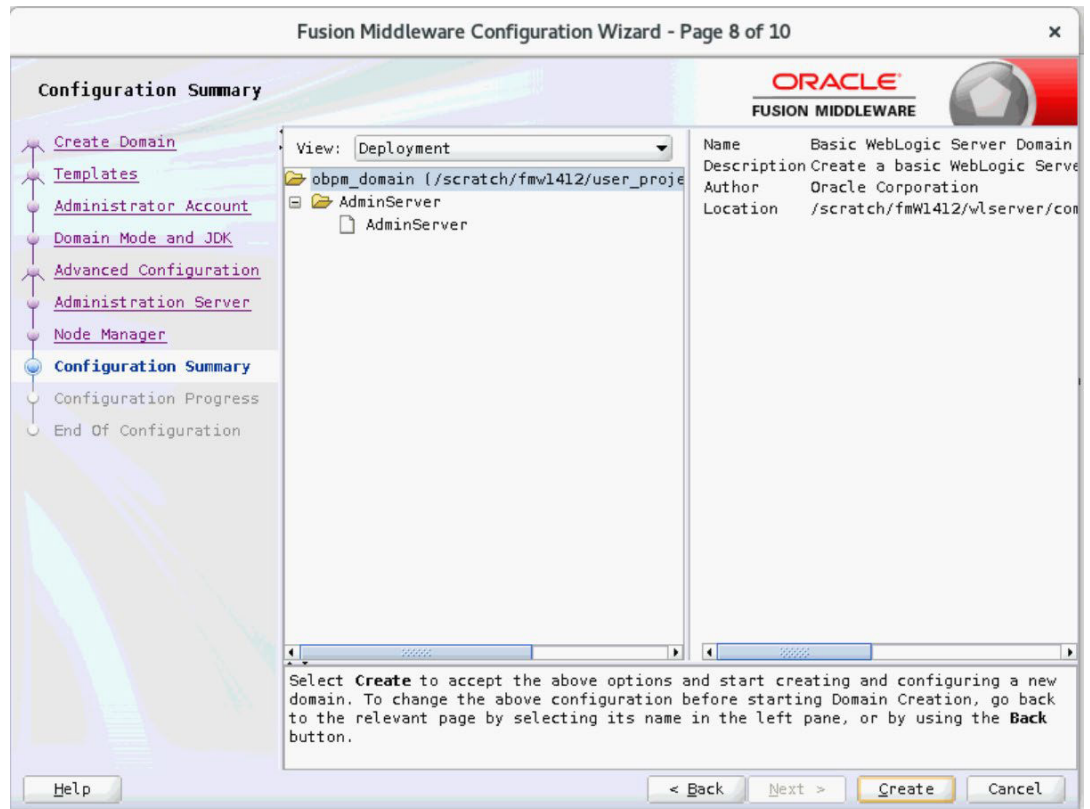 Fusion Middleware Configuration Wizard - Page 8 of 10
×
Configuration Summary
ORACLE
FUSION MIDDLEWARE
Create Domain
Templates
Administrator Account
Domain Mode and JDK
Advanced Configuration
Administration Server
Node Manager
Configuration Summary
Configuration Progress
End Of Configuration
View: Deployment
obpm_domain (/scratch/fmw1412/user_proje
AdminServer
AdminServer
Name Basic WebLogic Server Domain
Description Create a basic WebLogic Serve
Author Oracle Corporation
Location /scratch/fmW1412/wlserver/com
Select Create to accept the above options and start creating and configuring a new
domain. To change the above configuration before starting Domain Creation, go back
to the relevant page by selecting its name in the left pane, or by using the Back
button.
Help
< Back
Next >
Create
Cancel